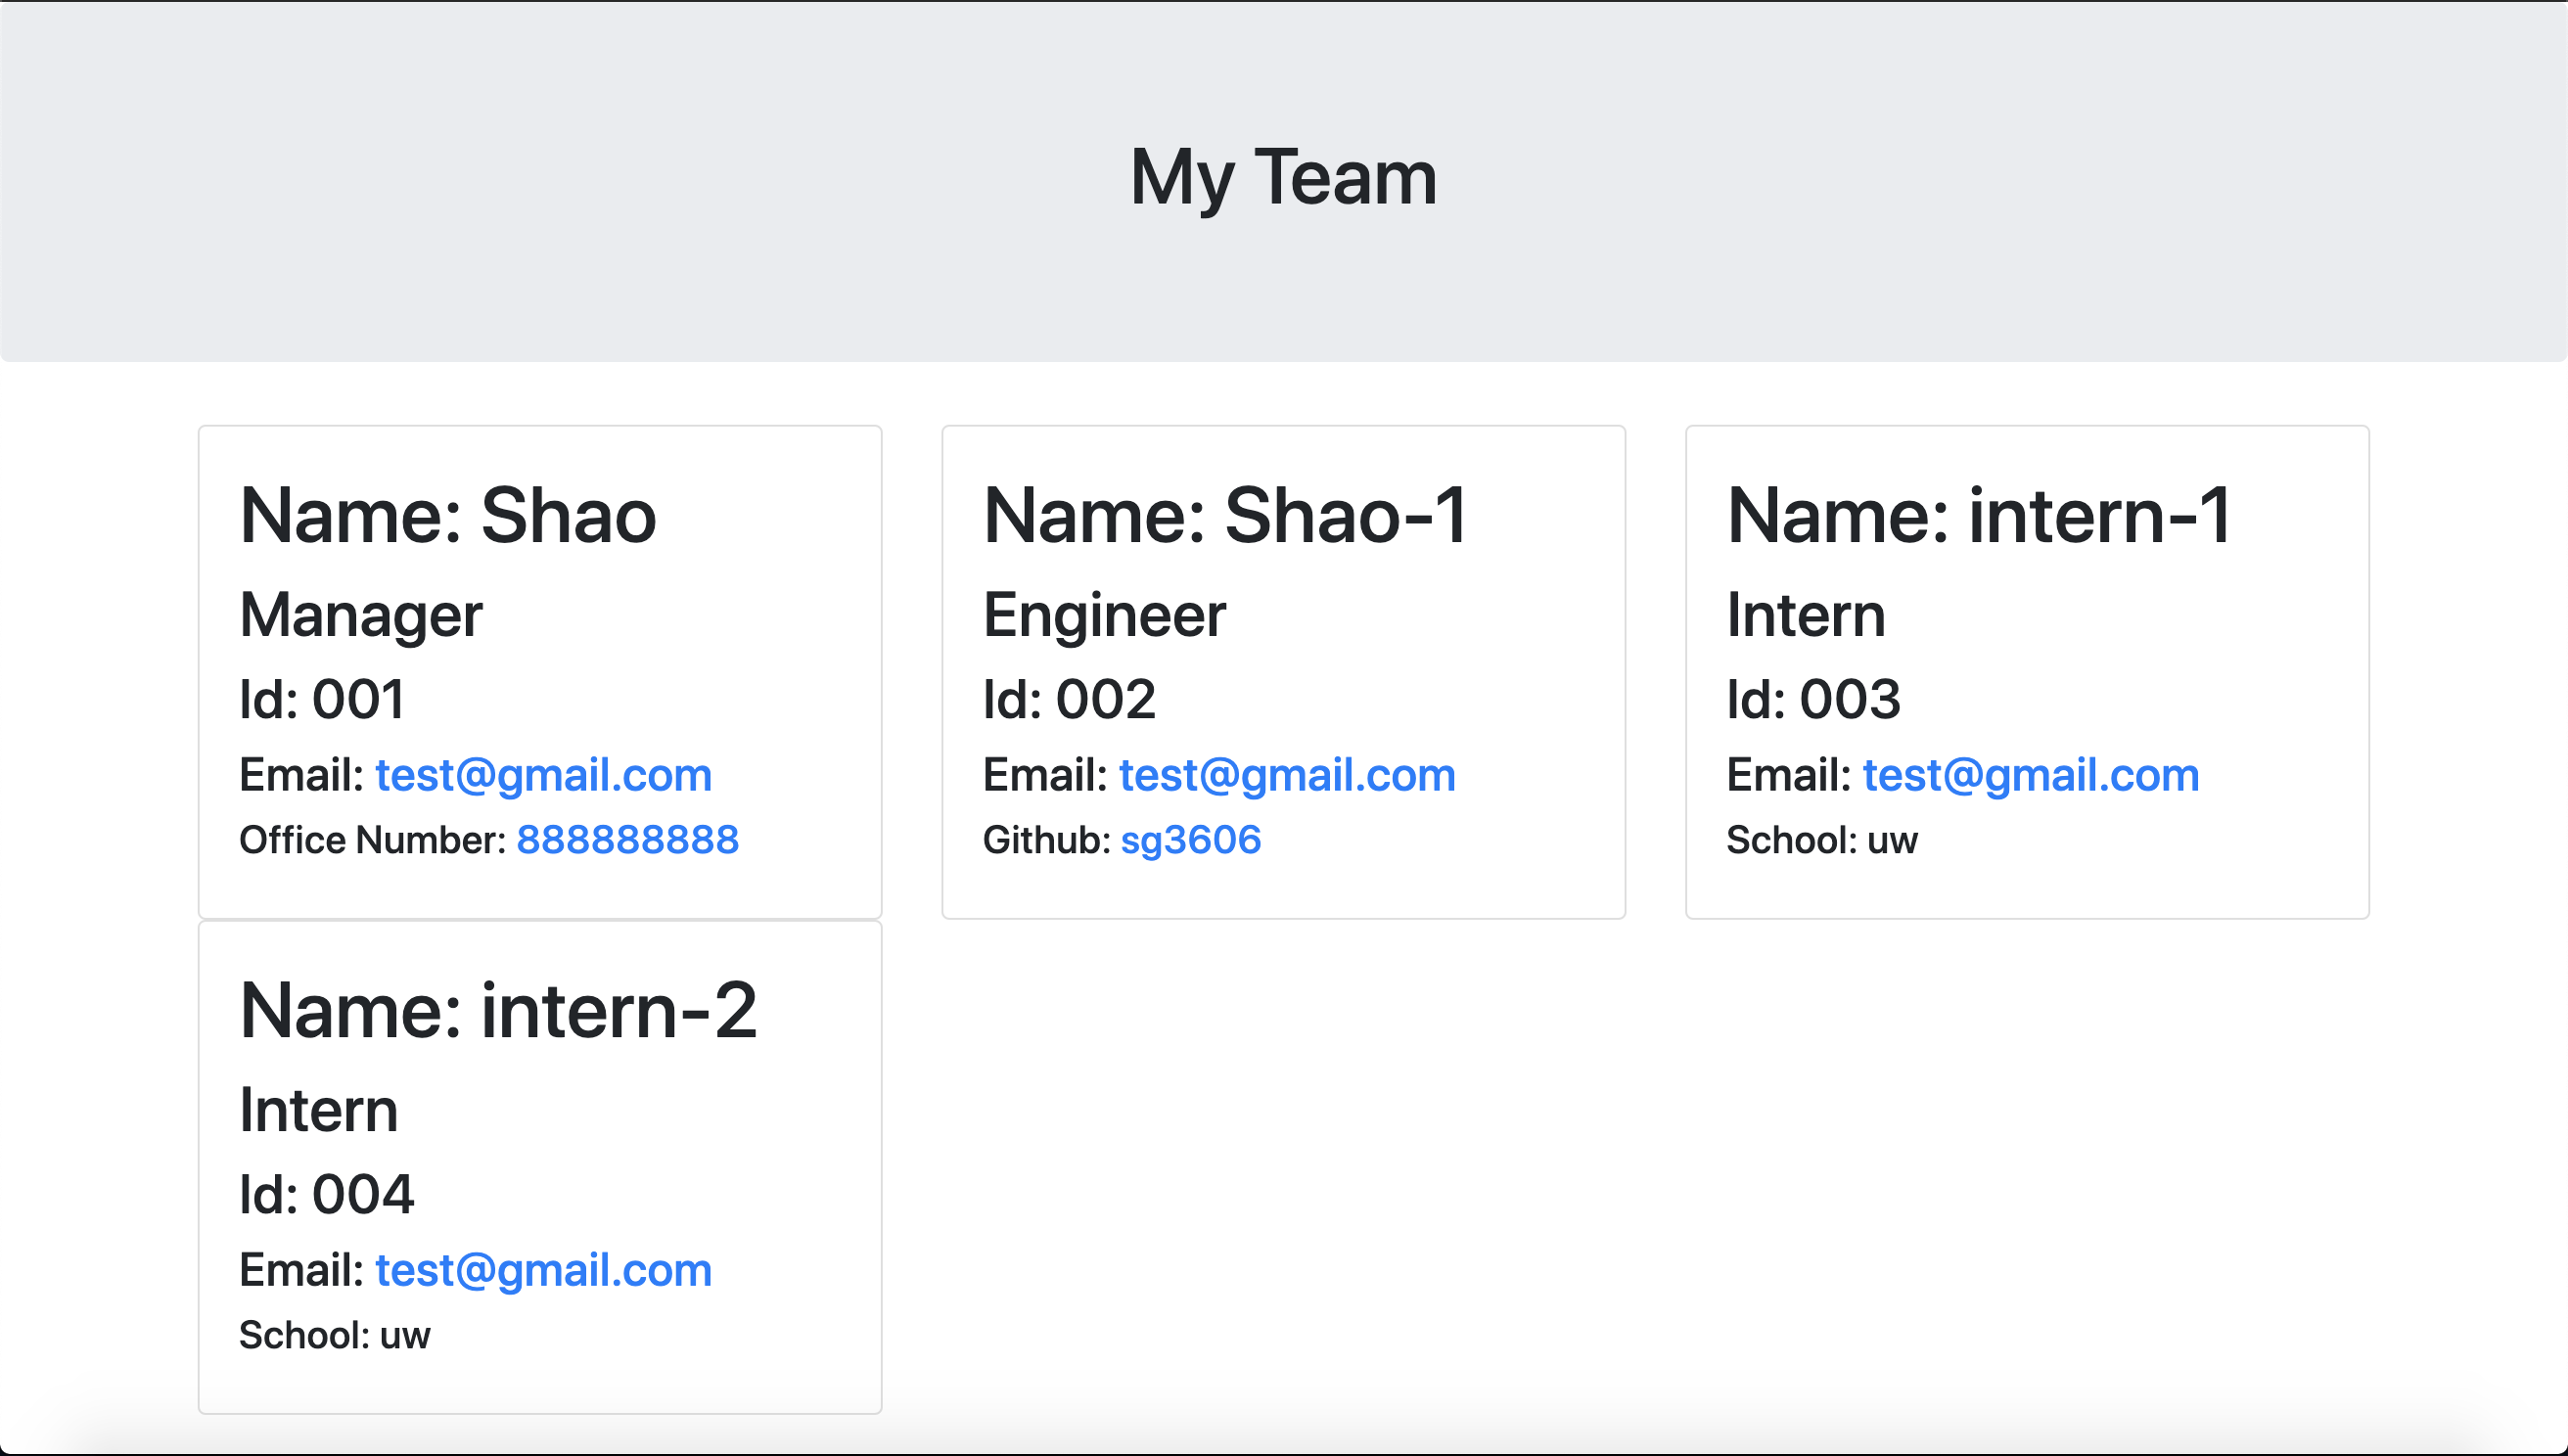 My Team
Name: Shao
Manager
Id: 001
Email: test@gmail.com
Office Number: 888888888
Name: Shao-1
Engineer
Id: 002
Email: test@gmail.com
Github: sg3606
Name: intern-1
Intern
Id: 003
Email: test@gmail.com
School: uw
Name: intern-2
Intern
Id: 004
Email: test@gmail.com
School: uw